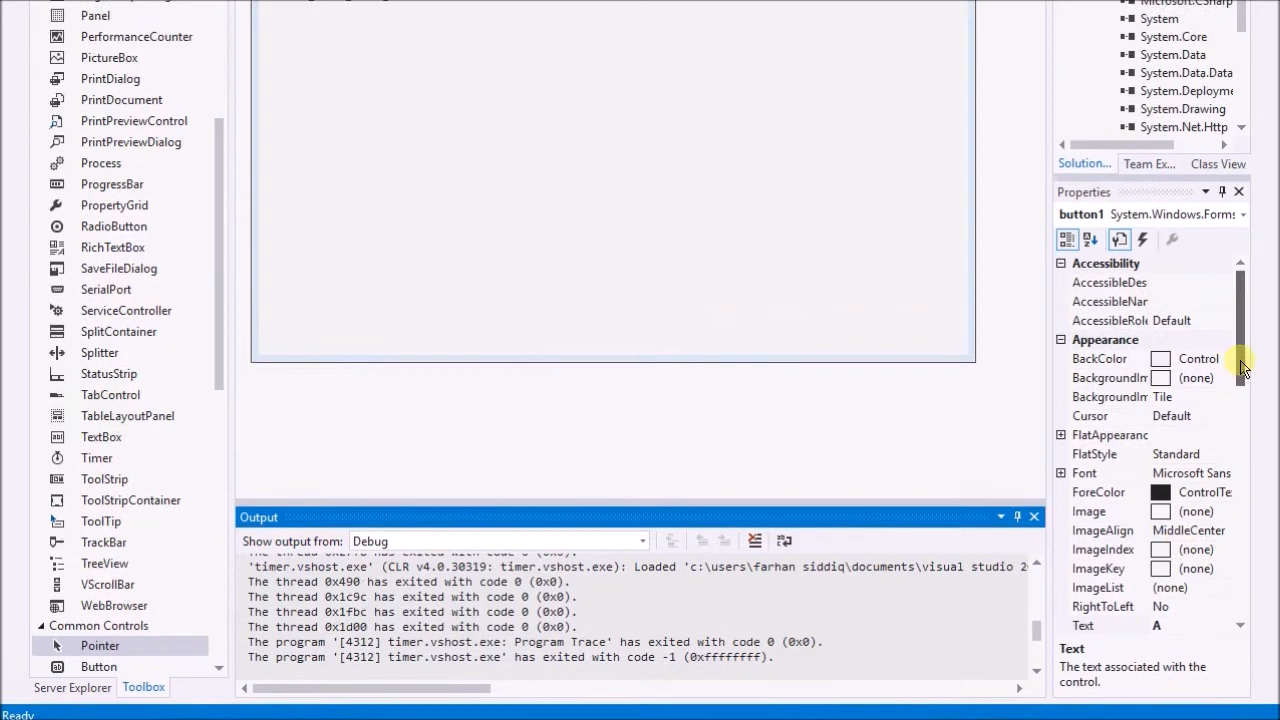 Panel
PerformanceCounter
PictureBox
PrintDialog
PrintDocument
PrintPreviewControl
PrintPreviewDialog
Process
ProgressBar
PropertyGrid
RadioButton
RichTextBox
SaveFileDialog
SerialPort
ServiceController
SplitContainer
Splitter
StatusStrip
TabControl
TableLayoutPanel
TextBox
Timer
ToolStrip
ToolStripContainer
ToolTip
TrackBar
TreeView
VScrollBar
WebBrowser
Common Controls
Pointer
Button
Server Explorer Toolbox
Ready
Output
Show output from: Debug
'timer.vshost.exe' (CLR v4.0.30319: timer.vshost.exe): Loaded 'c:\users\farhan siddiq\documents\visual studio 2
The thread 0x490 has exited with code 0 (0x0).
The thread 0x1c9c has exited with code 0 (0x0).
The thread 0x1fbc has exited with code 0 (0x0).
The thread 0x1d00 has exited with code 0 (0x0).
The program '[4312] timer.vshost.exe: Program Trace' has exited with code 0 (0x0).
The program '[4312] timer.vshost.exe' has exited with code -1 (0xffffffff).
Microsoft.CSharp
System
System.Core
System.Data
System.Data.Data
System.Deployme
System.Drawing
System.Net.Http
Solution... Team Ex... Class View
Properties
button1 System.Windows.Forms
Accessibility
AccessibleDes
AccessibleNar
AccessibleRole Default
Appearance
BackColor Control
BackgroundIm (none)
BackgroundIm Tile
Cursor Default
FlatAppearanc
FlatStyle Standard
Font Microsoft Sans
ForeColor ControlTe
Image (none)
ImageAlign MiddleCenter
ImageIndex (none)
ImageKey (none)
ImageList (none)
RightToLeft No
Text A
Text
The text associated with the
control.